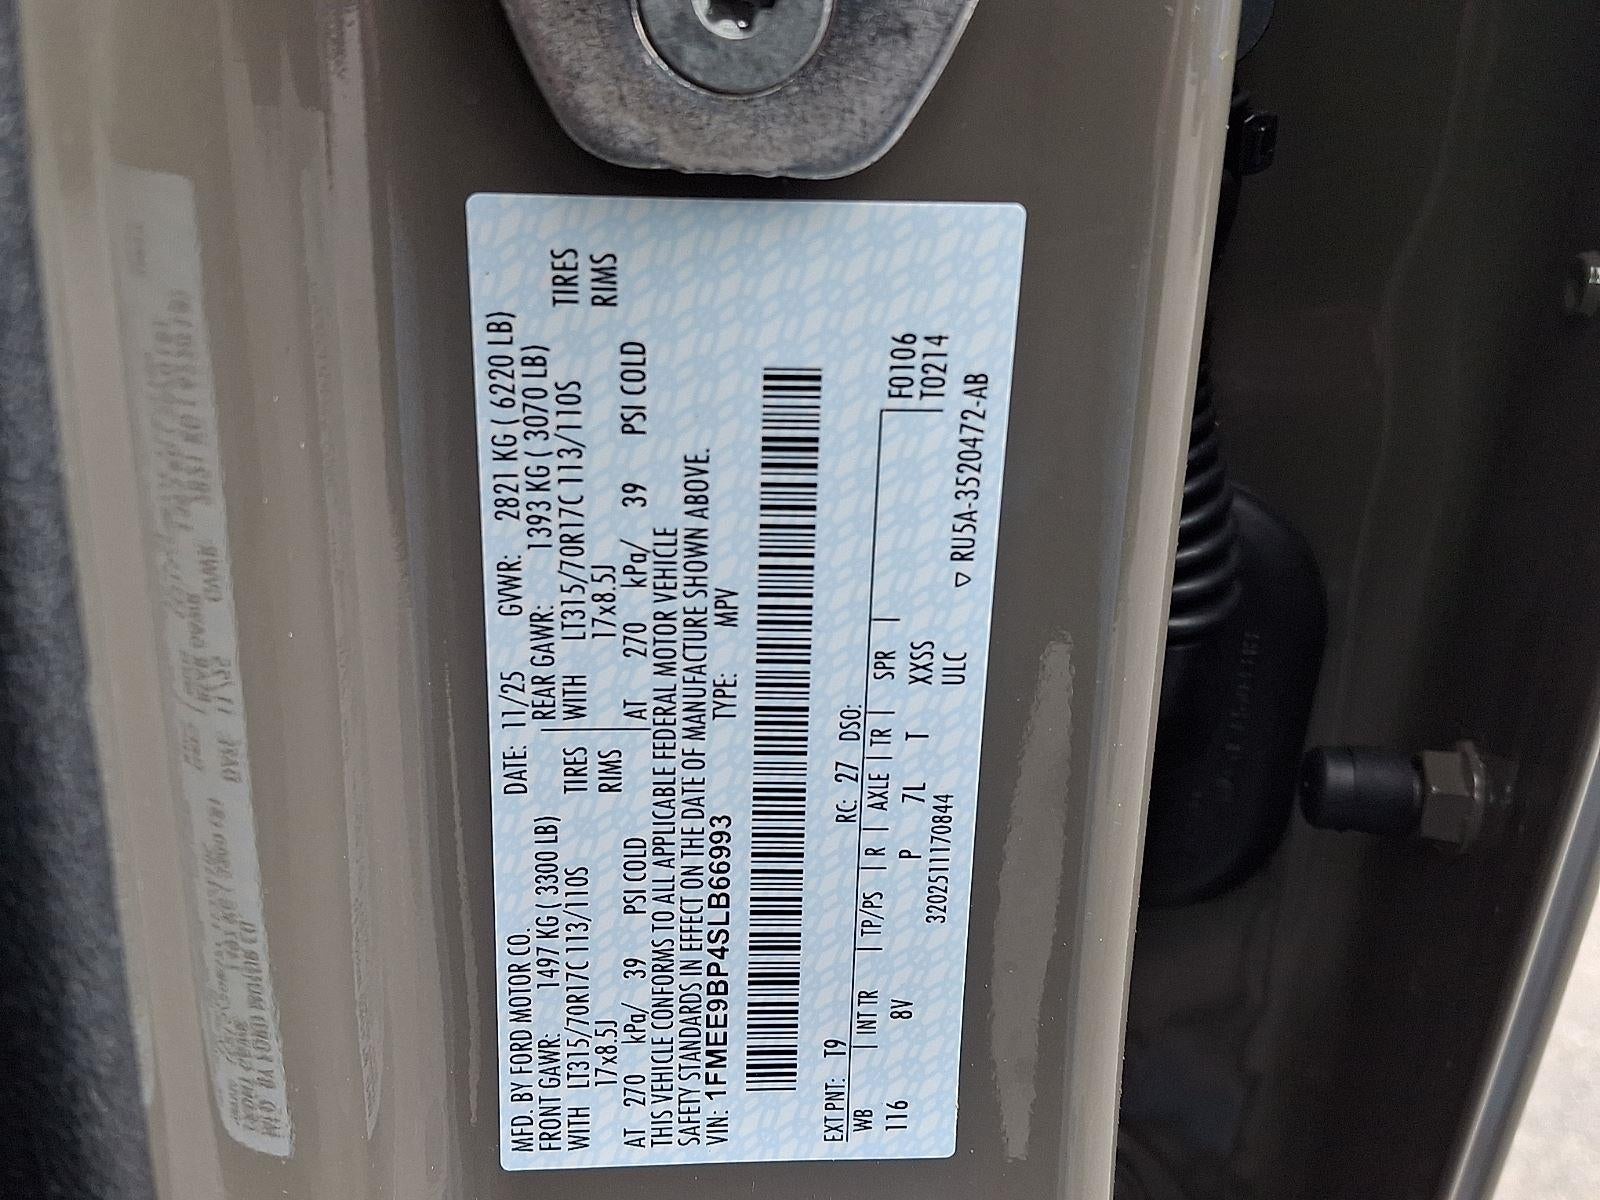 MFD. BY FORD MOTOR CO. DATE: 11/25 GVWR: 2821 KG ( 6220 LB)
FRONT GAWR: 1497 KG ( 3300 LB) REAR GAWR: 1393 KG ( 3070 LB)
WITH LT315/70R17C 113/110S TIRES WITH LT315/70R17C 113/110S TIRES
17x8.5J RIMS 17x8.5J RIMS
AT 270 kPa/ 39 PSI COLD AT 270 kPa/ 39 PSI COLD
THIS VEHICLE CONFORMS TO ALL APPLICABLE FEDERAL MOTOR VEHICLE
SAFETY STANDARDS IN EFFECT ON THE DATE OF MANUFACTURE SHOWN ABOVE.
VIN: 1FMEE9BP4SLB66993 TYPE: MPV
EXT PNT: T9 RC: 27 DSO: F0106
WB INT TR TP/PS R AXLE TR SPR T0214
116 8V P 7L T XXSS
320251117084​4 ULC ▽ RU5A-3520472-AB